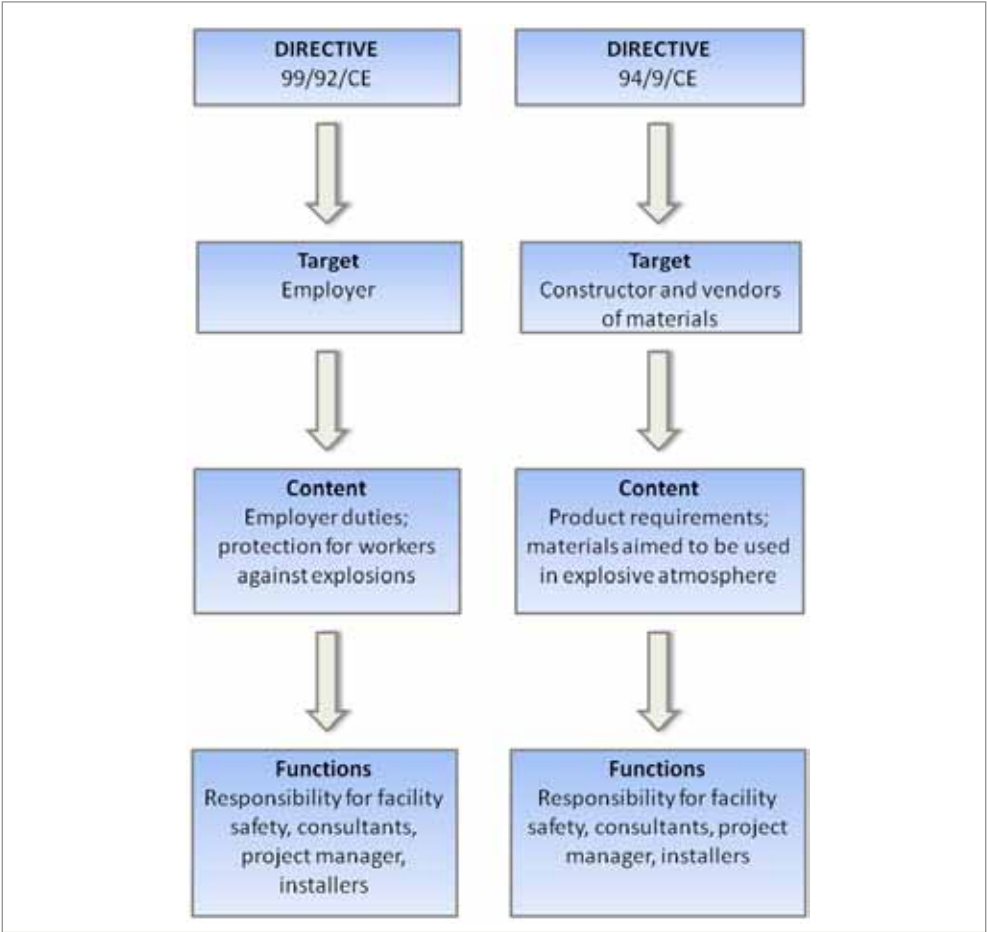 DIRECTIVE
99/92/CE
Target
Employer
Content
Employer duties;
protection for workers
against explosions
Functions
Responsibility for facility
safety, consultants,
project manager,
installers
DIRECTIVE
94/9/CE
Target
Constructor and vendors
of materials
Content
Product requirements;
materials aimed to be used
in explosive atmosphere
Functions
Responsibility for facility
safety, consultants, project
manager, installers